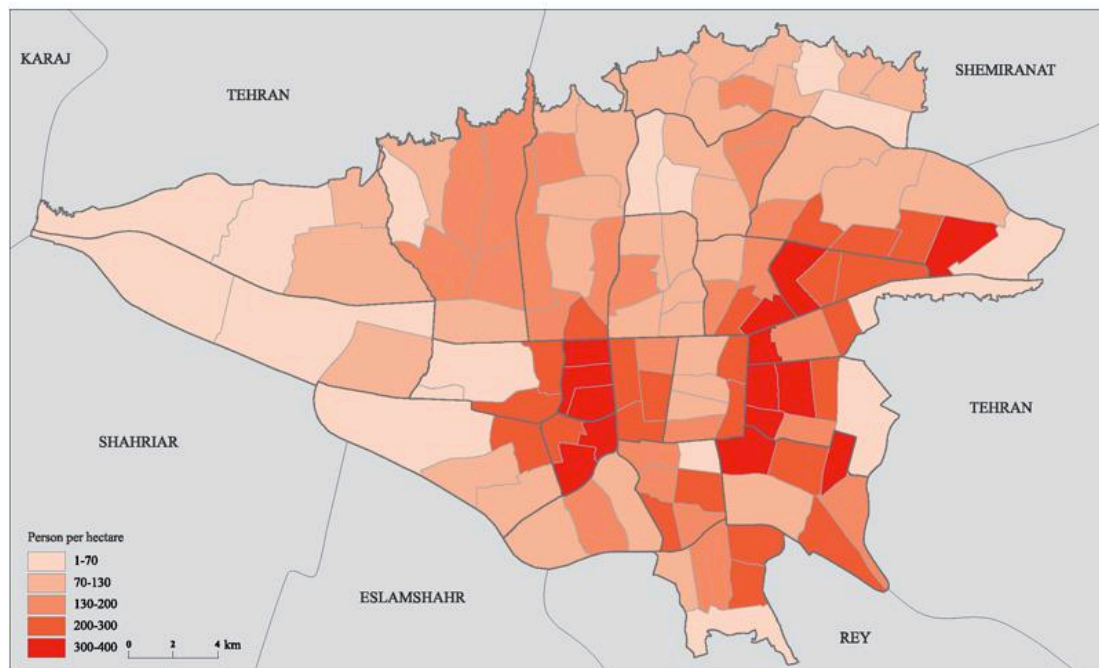 KARAJ
TEHRAN
SHEMIRANAT
TEHRAN
SHAHRIAR
ESLAMSHAHR
REY
Person per hectare
1-70
70-130
130-200
200-300
300-400
0 2 4 km